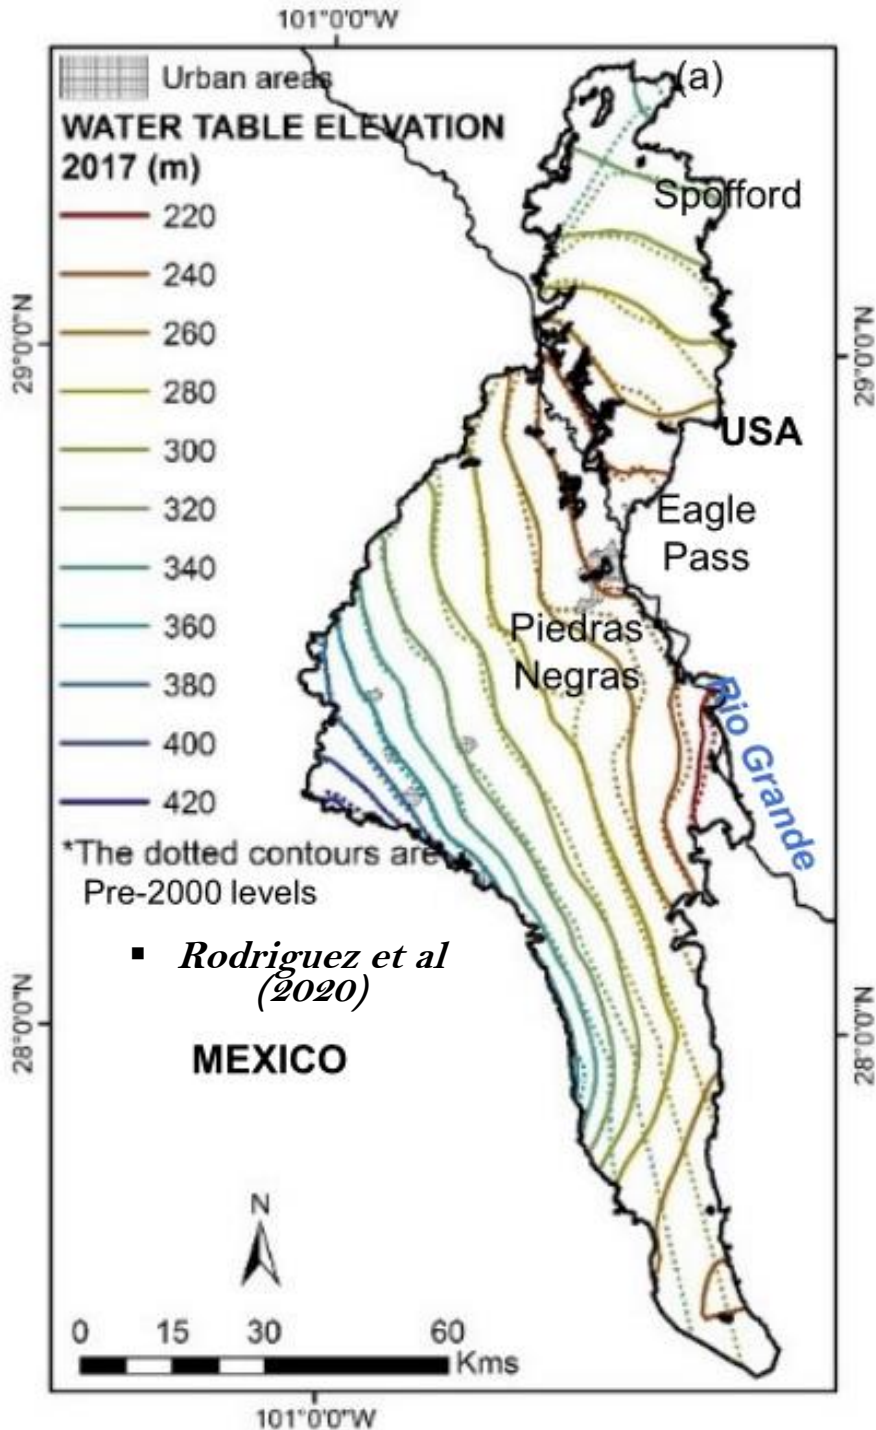 101°0'0"W
(a)
Urban areas
WATER TABLE ELEVATION
2017 (m)
Spofford
220
240
29°0'0"N
29°0'0"N
260
280
USA
300
Eagle
Pass
320
340
360
Piedras
Negras
380
Rio Grande
400
420
*The dotted contours are
Pre-2000 levels
▪ Rodriguez et al
(2020)
28°0'0"N
28°0'0"N
MEXICO
N
0 15 30 60
Kms
101°0'0"W